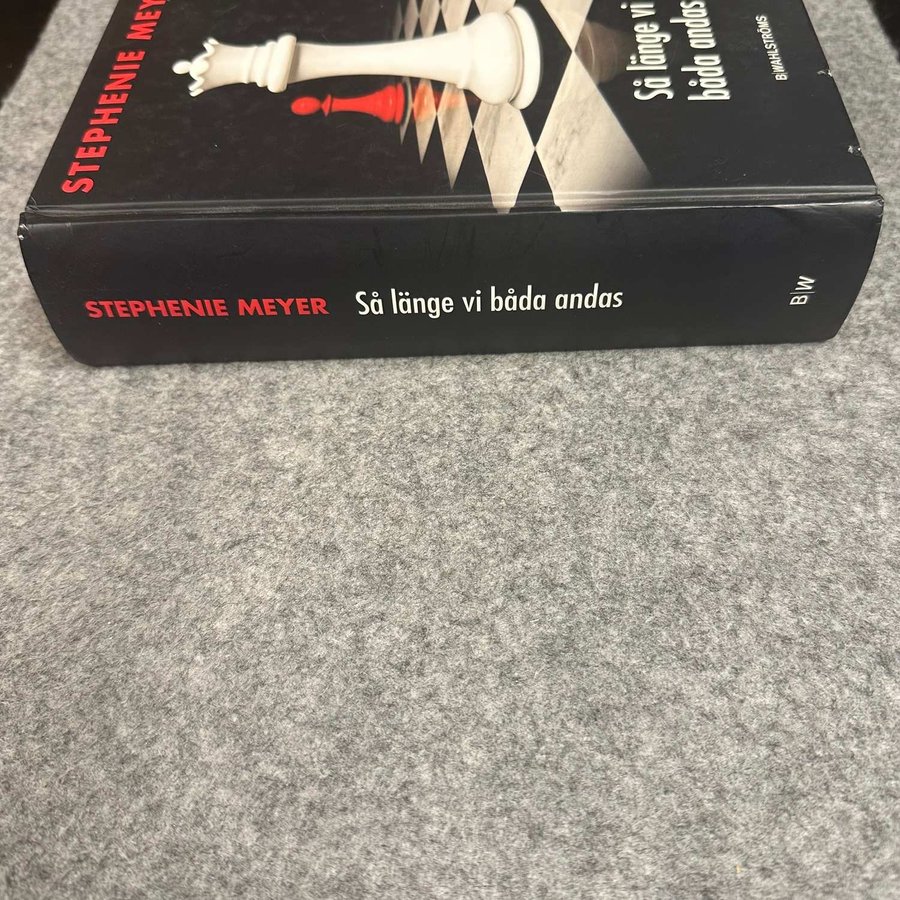 STEPHENIE MEY
Så länge vi
båda andas
B|WAHLSTRÖMS
STEPHENIE MEYER Så länge vi båda andas B|W